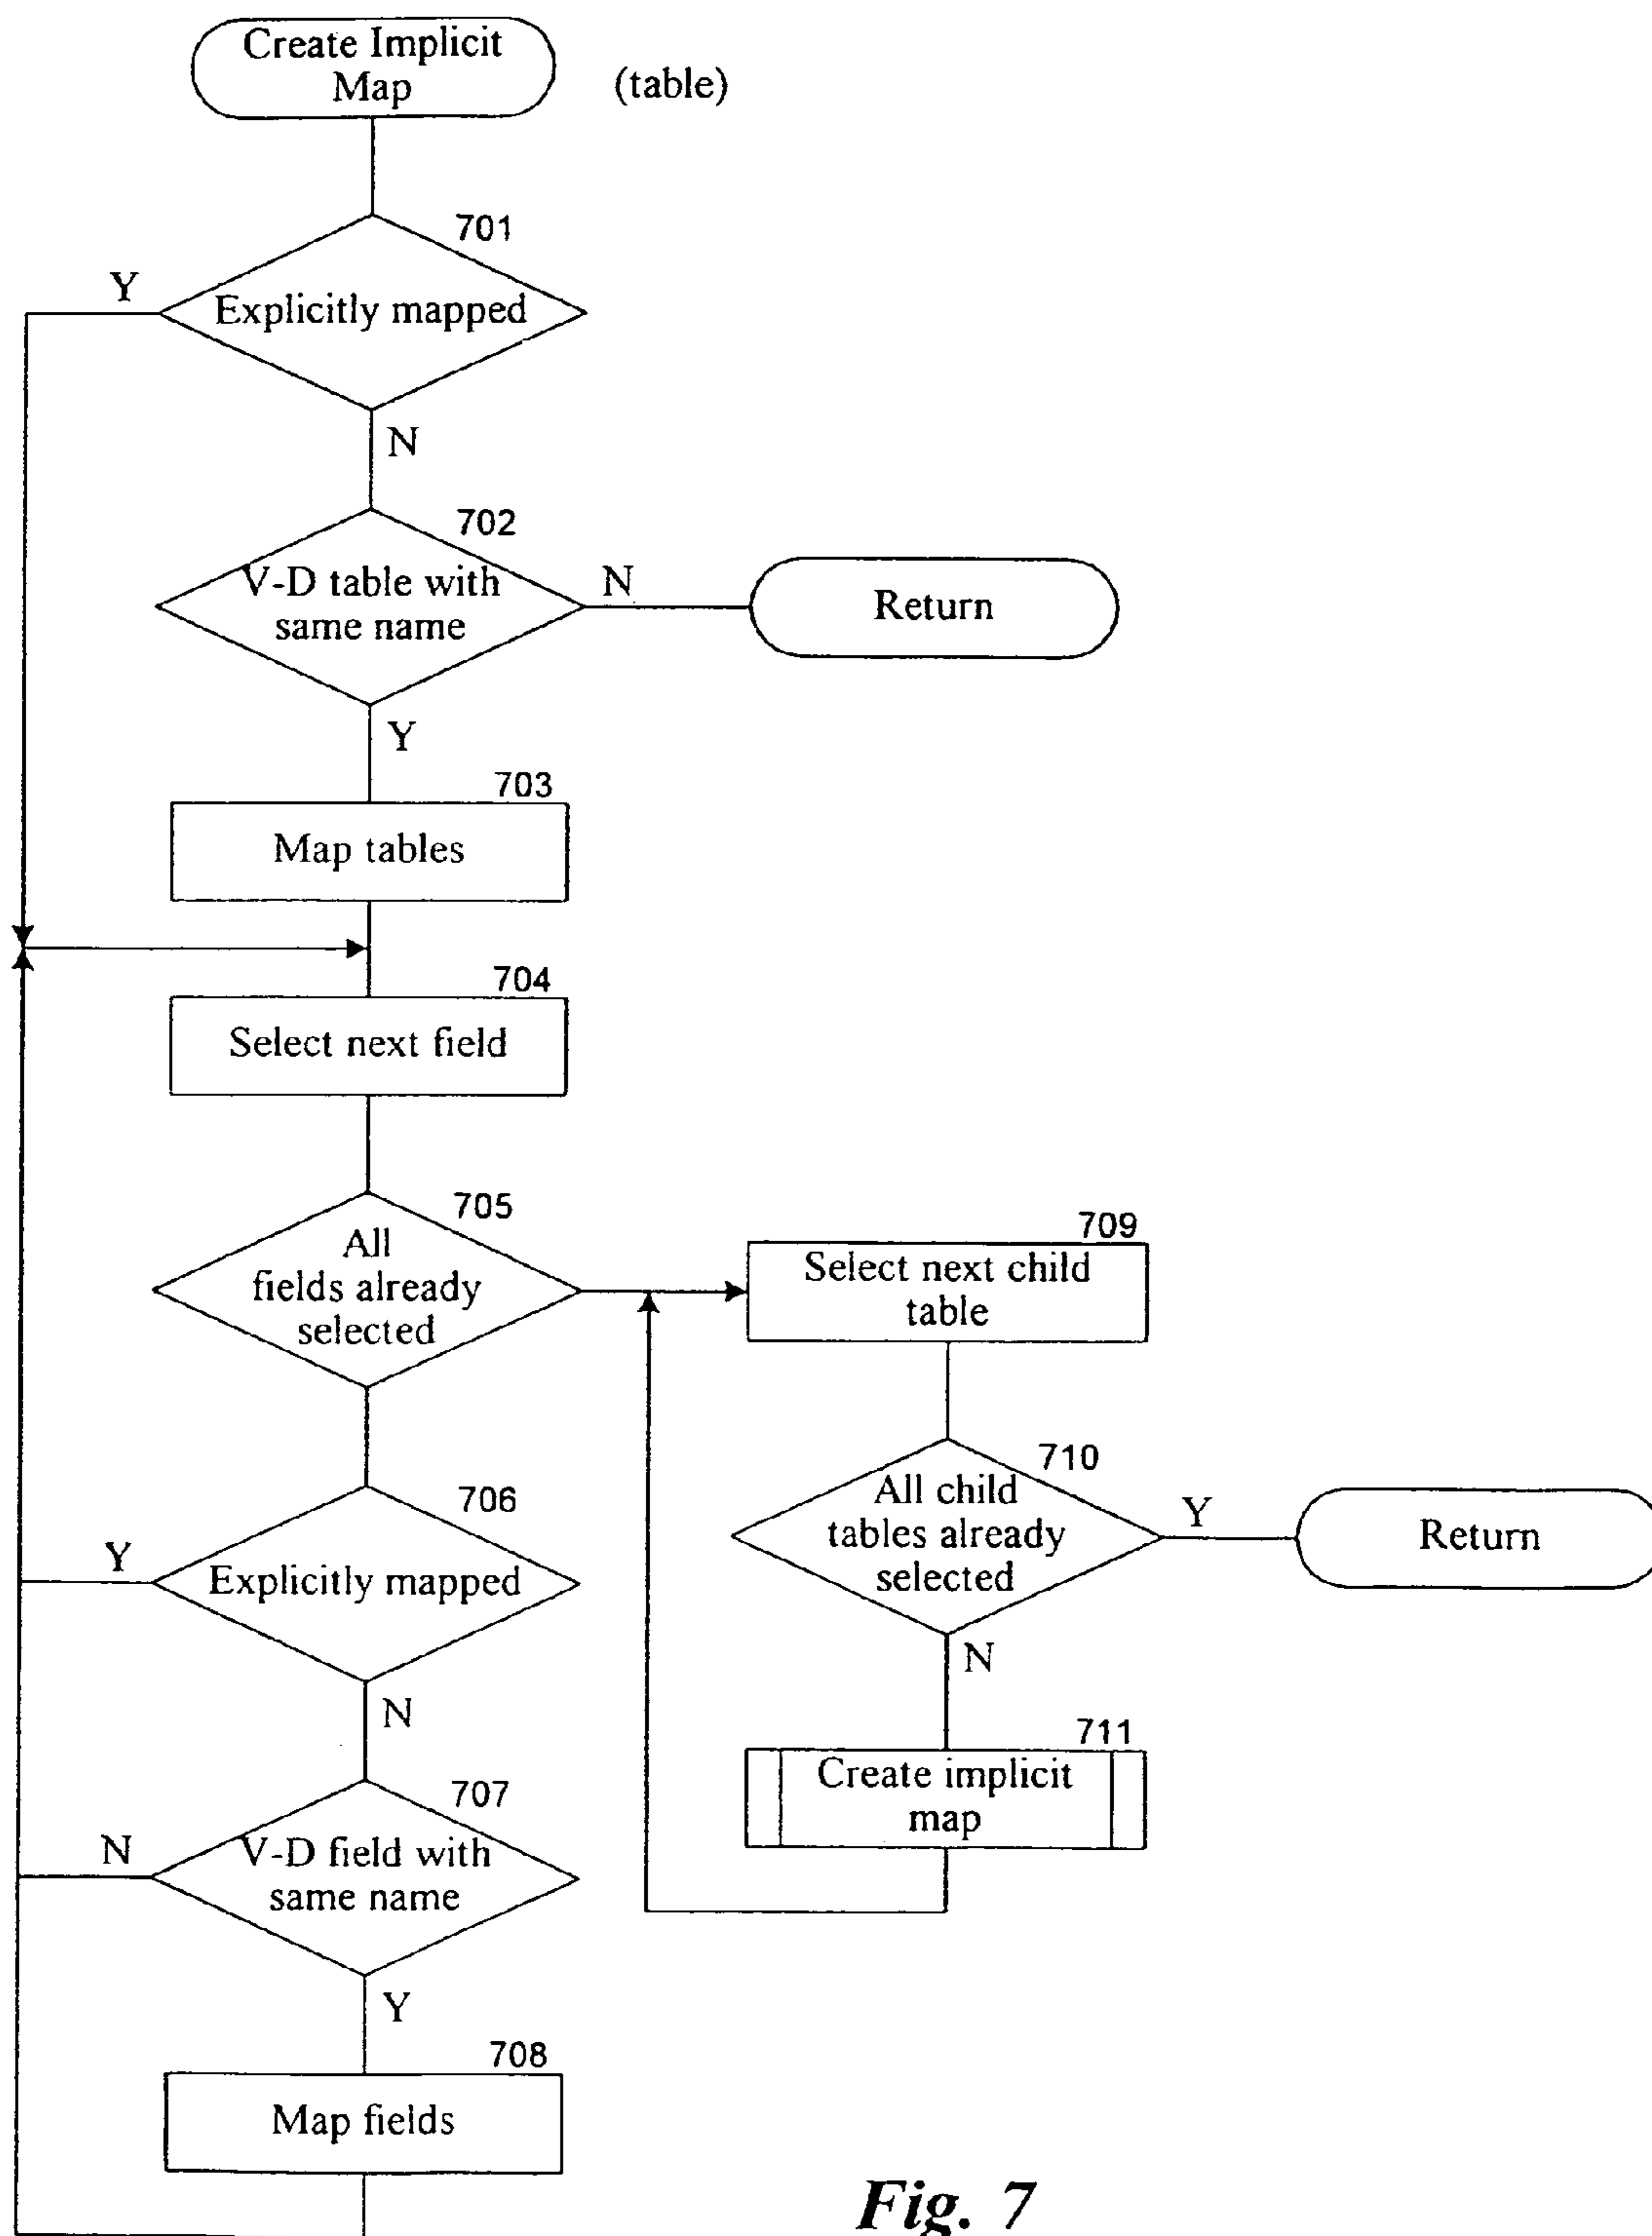 Create Implicit
Map
(table)
701
Y
Explicitly mapped
N
702
V-D table with
same name
N
Return
Y
703
Map tables
704
Select next field
705
All
fields already
selected
709
Select next child
table
706
Y
Explicitly mapped
N
710
All child
tables already
selected
Y
Return
N
711
Create implicit
map
707
N
V-D field with
same name
Y
708
Map fields
Fig. 7